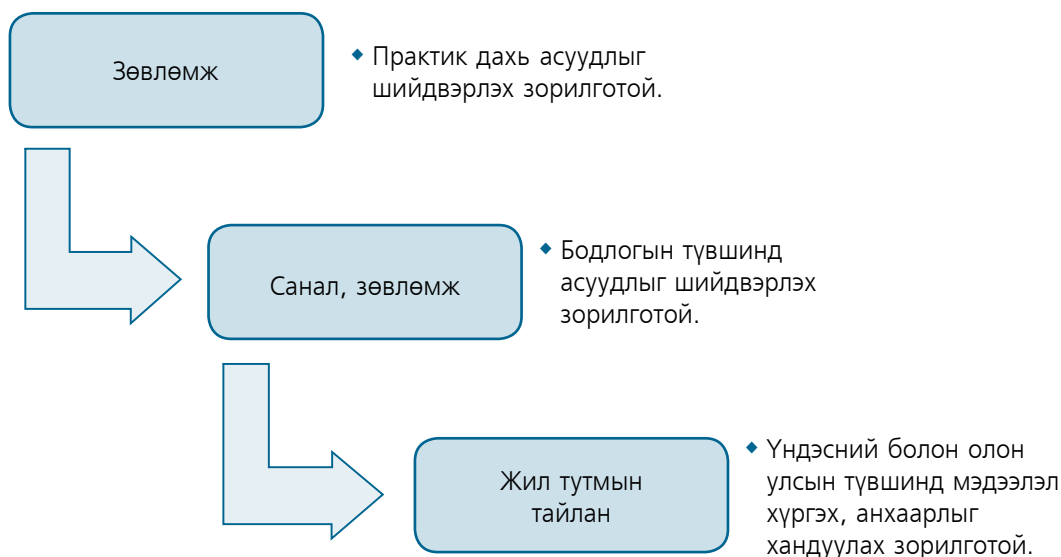 Зөвлөмж
◆ Практик дахь асуудлыг
шийдвэрлэх зорилготой.
Санал, зөвлөмж
◆ Бодлогын түвшинд
асуудлыг шийдвэрлэх
зорилготой.
Жил тутмын
тайлан
◆ Үндэсний болон олон
улсын түвшинд мэдээлэл
хүргэх, анхаарлыг
хандуулах зорилготой.